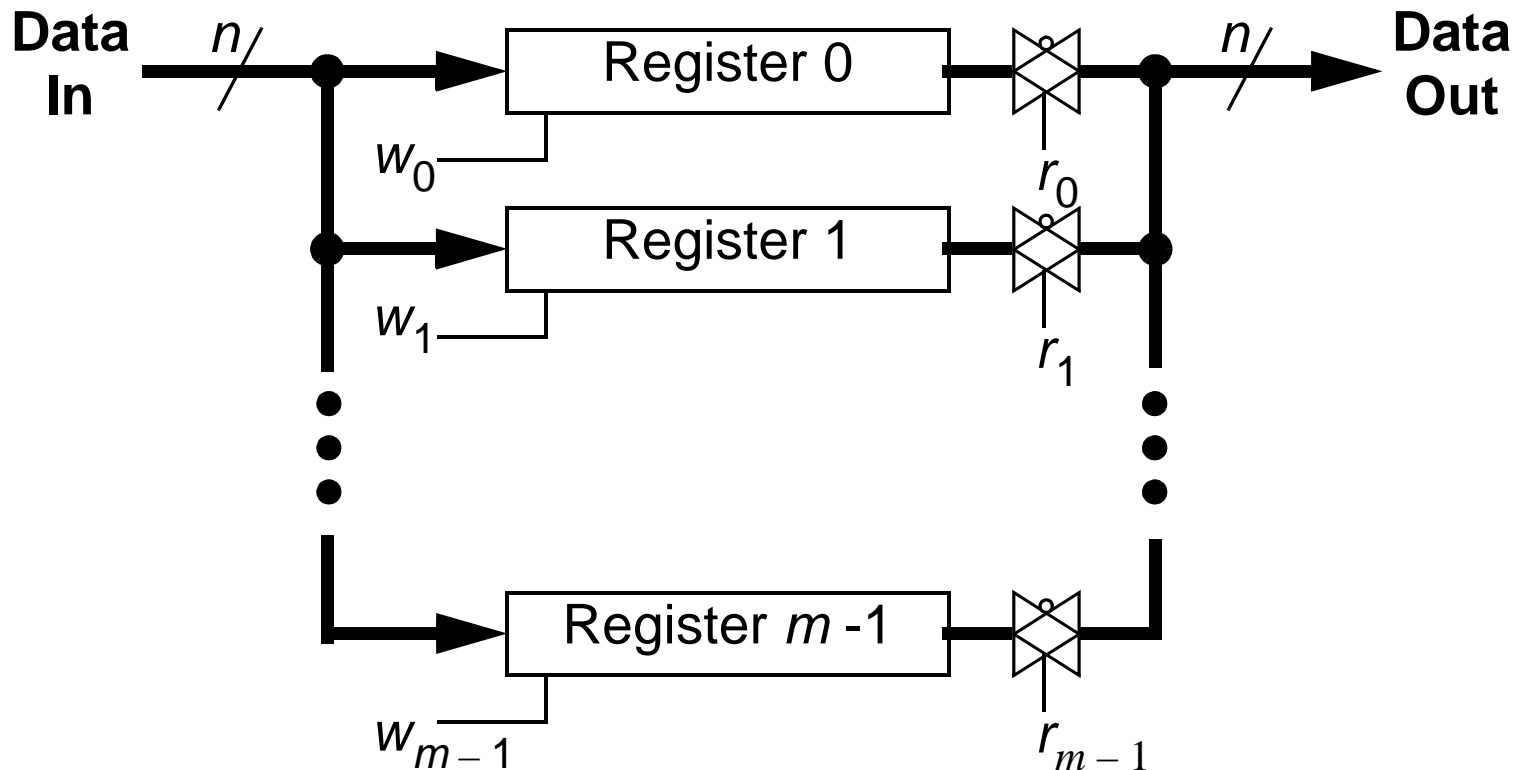 Data
In
n
Register 0
n
Data
Out
w0
r0
Register 1
w1
r1
Register m -1
wm – 1
rm – 1